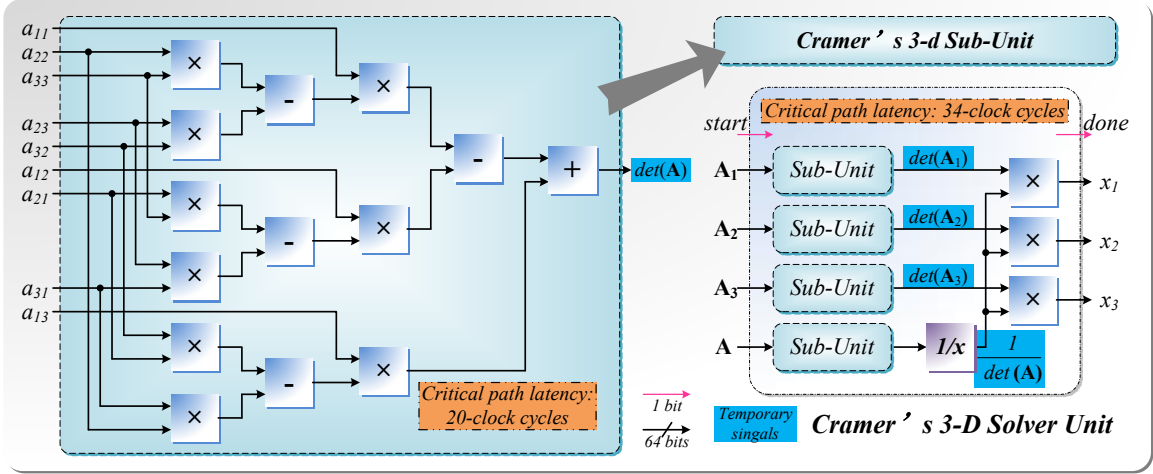 a11
a22
a33
a23
a32
a12
a21
a31
a13
×
×
-
×
×
×
-
×
×
×
-
×
-
+
det(A)
Critical path latency:
20-clock cycles
Cramer’s 3-d Sub-Unit
Critical path latency: 34-clock cycles
start
done
A1
Sub-Unit
det(A1)
×
x1
A2
Sub-Unit
det(A2)
×
x2
A3
Sub-Unit
det(A3)
×
x3
A
Sub-Unit
1/x
1
det(A)
1 bit
64 bits
Temporary
singals
Cramer’s 3-D Solver Unit